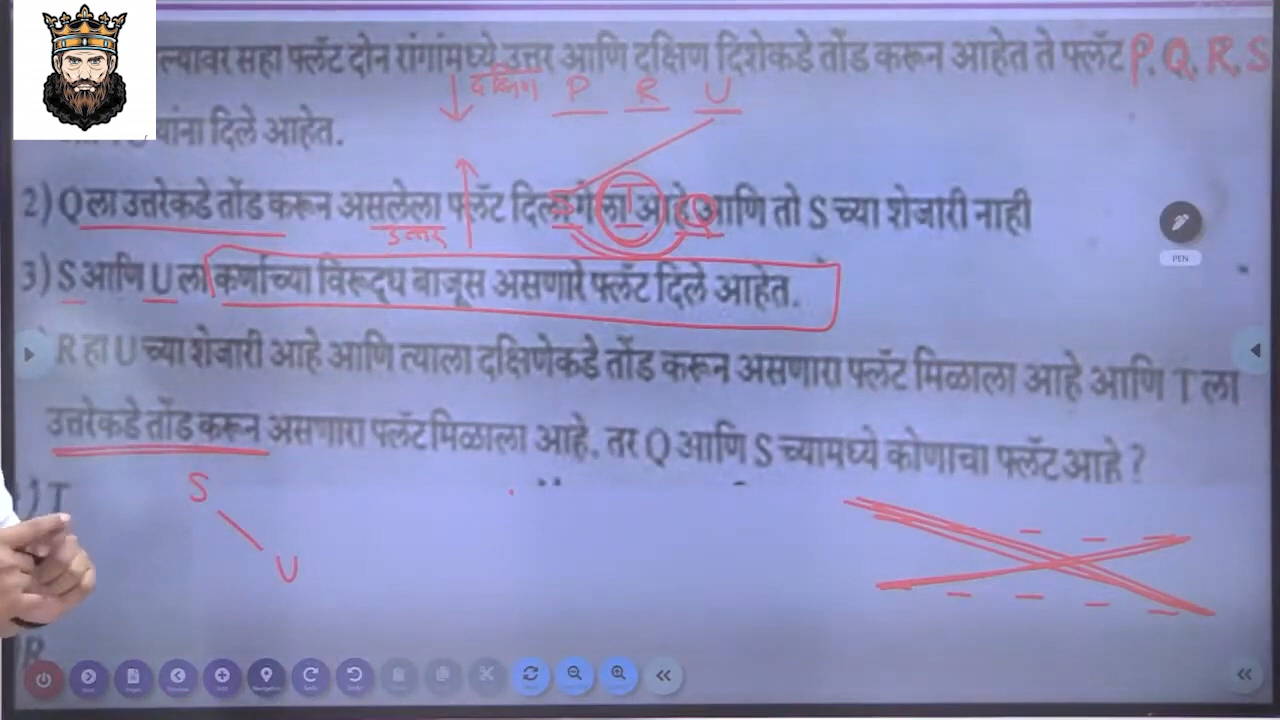 ल्यावर सहा फ्लॅट दोन रांगांमध्ये उत्तर आणि दक्षिण दिशेकडे तोंड करून आहेत ते फ्लॅट P, Q, R, S
दक्षिण P R U
यांना दिले आहेत.
2) Q ला उत्तरेकडे तोंड करून असलेला फ्लॅट दिला गेला आहे आणि तो S च्या शेजारी नाही
S T Q
उत्तर
3) S आणि U ला कर्णाच्या विरूद्ध बाजूस असणारे फ्लॅट दिले आहेत.
R हा U च्या शेजारी आहे आणि त्याला दक्षिणेकडे तोंड करून असणारा फ्लॅट मिळाला आहे आणि T ला
उत्तरेकडे तोंड करून असणारा फ्लॅट मिळाला आहे. तर Q आणि S च्यामध्ये कोणाचा फ्लॅट आहे ?
) T
S
U
R
PEN